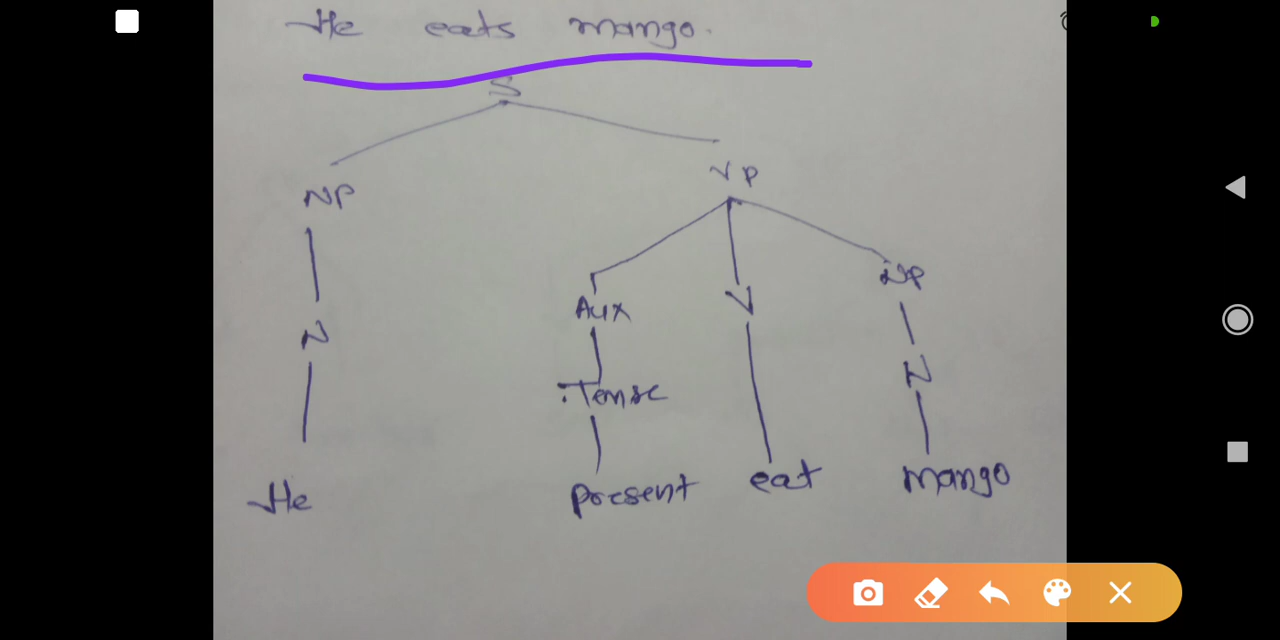 He eats mango.
S
NP VP
Aux V NP
N N
Tense
He Present eat mango